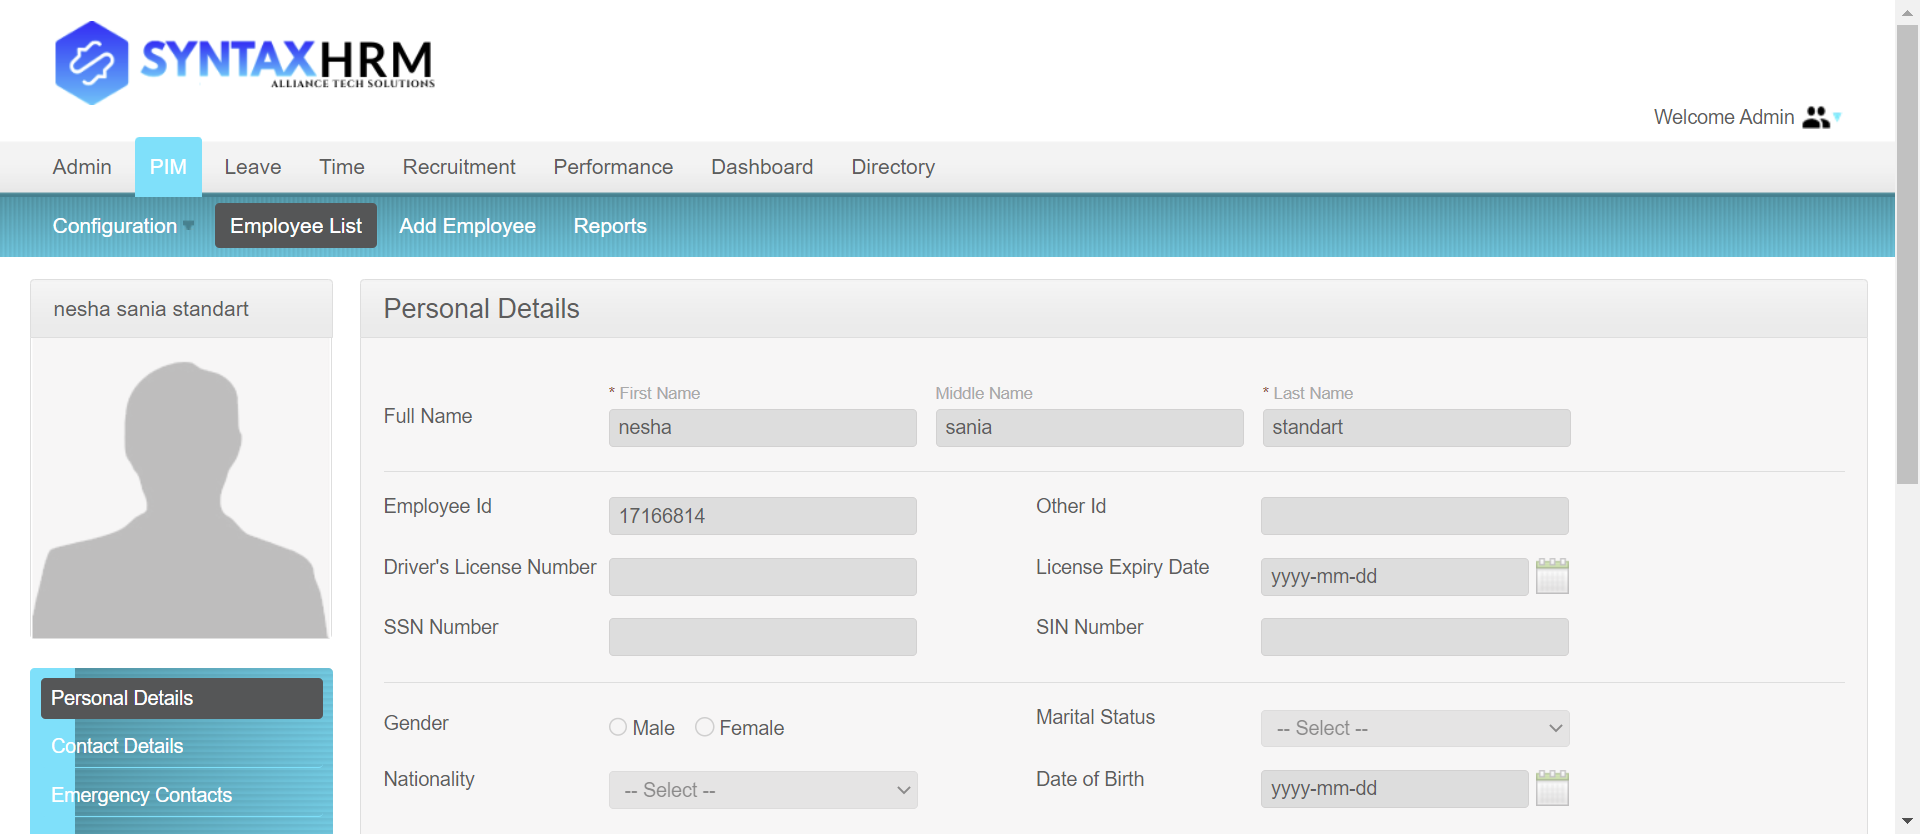 SYNTAXHRM
ALLIANCE TECH SOLUTIONS
Welcome Admin
Admin PIM Leave Time Recruitment Performance Dashboard Directory
Configuration Employee List Add Employee Reports
nesha sania standart
Personal Details
* First Name Middle Name * Last Name
Full Name nesha sania standart
Employee Id 17166814 Other Id
Driver's License Number License Expiry Date yyyy-mm-dd
SSN Number SIN Number
Personal Details
Gender Male Female Marital Status -- Select --
Contact Details
Nationality -- Select -- Date of Birth yyyy-mm-dd
Emergency Contacts